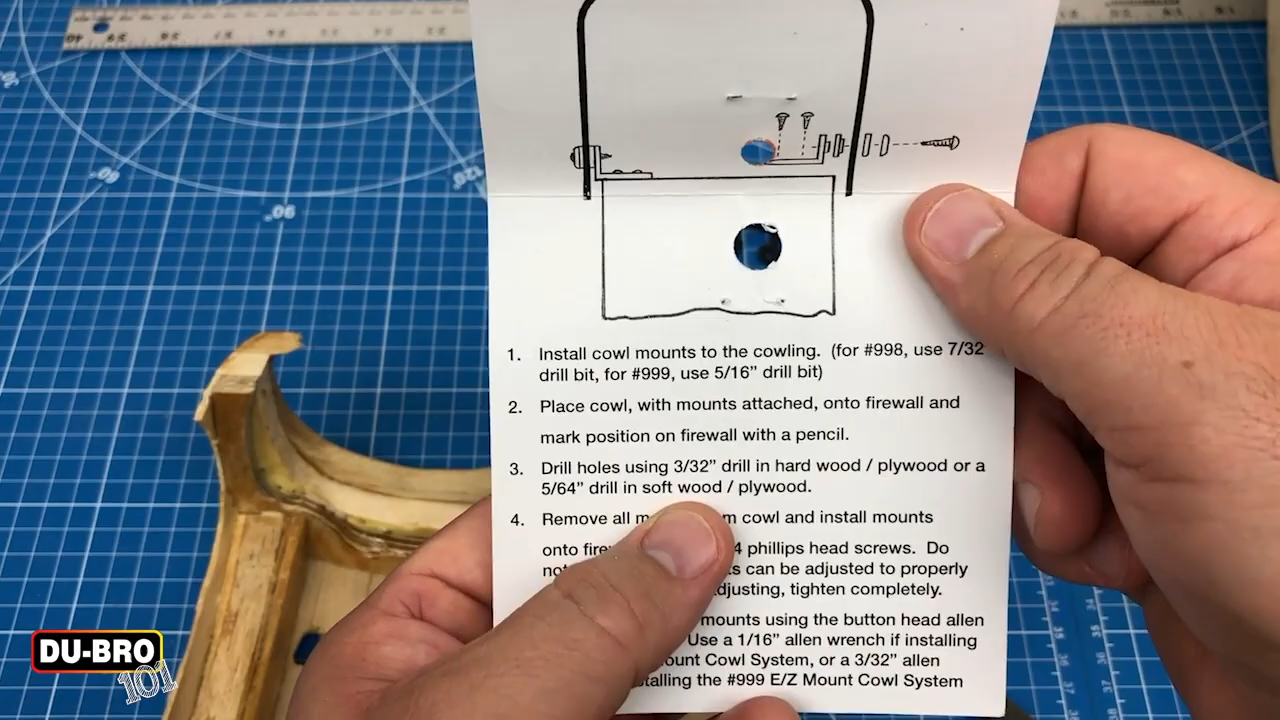 1. Install cowl mounts to the cowling. (for #998, use 7/32
drill bit, for #999, use 5/16” drill bit)
2. Place cowl, with mounts attached, onto firewall and
mark position on firewall with a pencil.
3. Drill holes using 3/32” drill in hard wood / plywood or a
5/64” drill in soft wood / plywood.
4. Remove all cowl and install mounts
onto 4 phillips head screws. Do
can be adjusted to properly
tighten completely.
mounts using the button head allen
Use a 1/16” allen wrench if installing
Cowl System, or a 3/32” allen
the #999 E/Z Mount Cowl System
DU-BRO
101